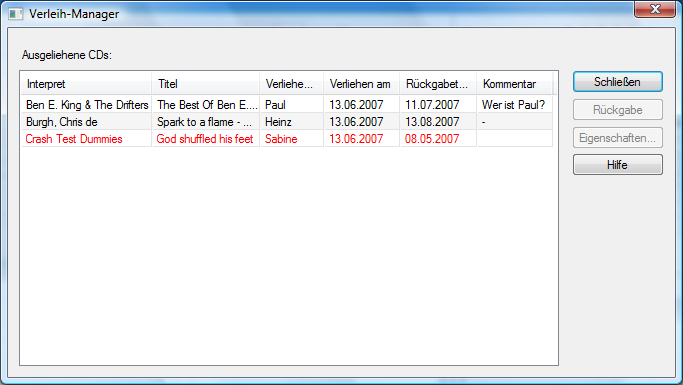 Verleih-Manager
Ausgeliehene CDs:
Interpret Titel Verliehe... Verliehen am Rückgabet... Kommentar
Ben E. King & The Drifters The Best Of Ben E.... Paul 13.06.2007 11.07.2007 Wer ist Paul?
Burgh, Chris de Spark to a flame - ... Heinz 13.06.2007 13.08.2007 -
Crash Test Dummies God shuffled his feet Sabine 13.06.2007 08.05.2007
Schließen
Rückgabe
Eigenschaften...
Hilfe